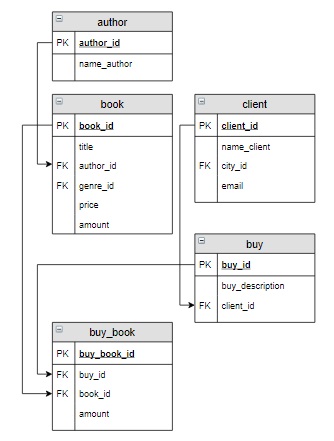 author
PK author_id
name_author
book
PK book_id
title
FK author_id
FK genre_id
price
amount
client
PK client_id
name_client
FK city_id
email
buy
PK buy_id
buy_description
FK client_id
buy_book
PK buy_book_id
FK buy_id
FK book_id
amount